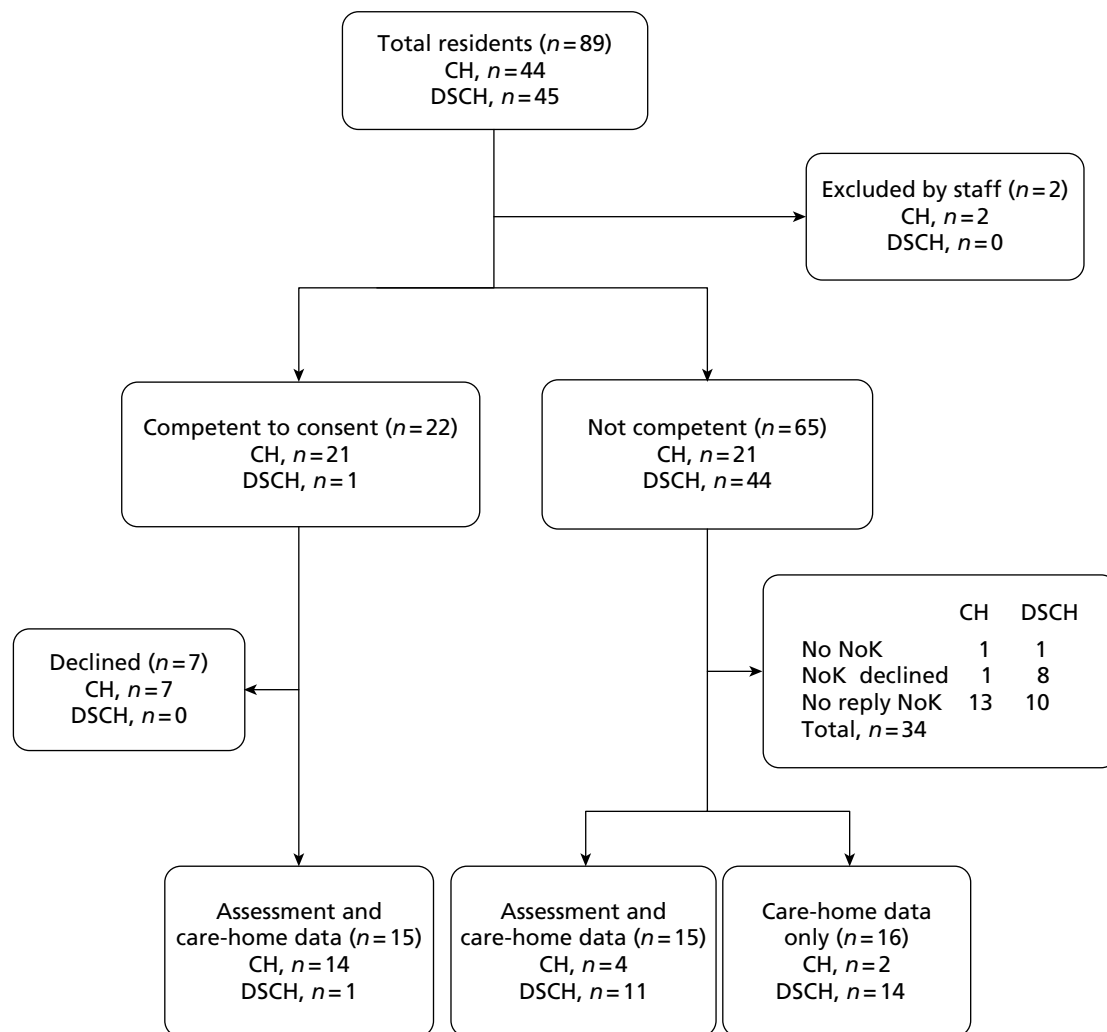 Total residents (n=89)
CH, n=44
DSCH, n=45
Excluded by staff (n=2)
CH, n=2
DSCH, n=0
Competent to consent (n=22)
CH, n=21
DSCH, n=1
Not competent (n=65)
CH, n=21
DSCH, n=44
Declined (n=7)
CH, n=7
DSCH, n=0
CH DSCH
No NoK 1 1
NoK declined 1 8
No reply NoK 13 10
Total, n=34
Assessment and
care-home data (n=15)
CH, n=14
DSCH, n=1
Assessment and
care-home data (n=15)
CH, n=4
DSCH, n=11
Care-home data
only (n=16)
CH, n=2
DSCH, n=14